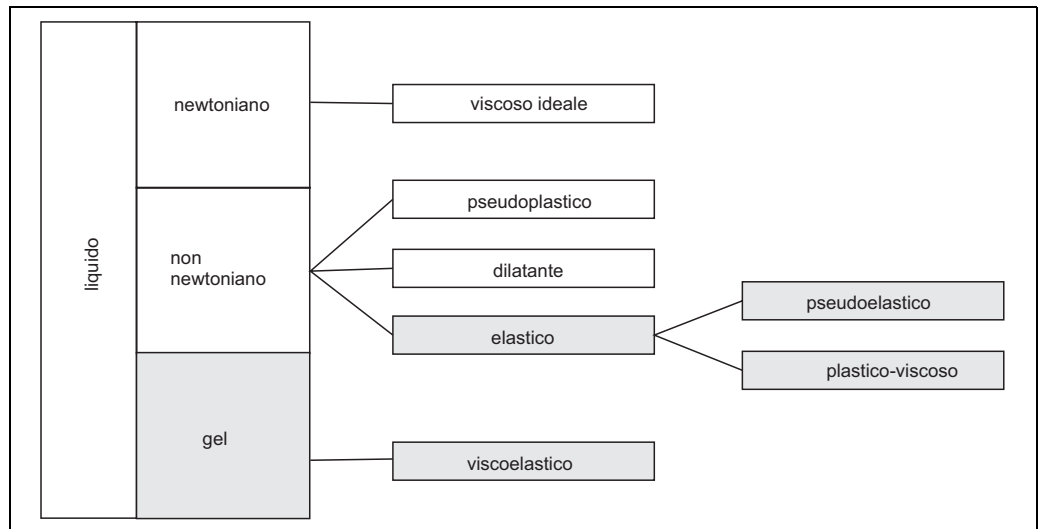 liquido
newtoniano
viscoso ideale
non
newtoniano
pseudoplastico
dilatante
elastico
pseudoelastico
plastico-viscoso
gel
viscoelastico